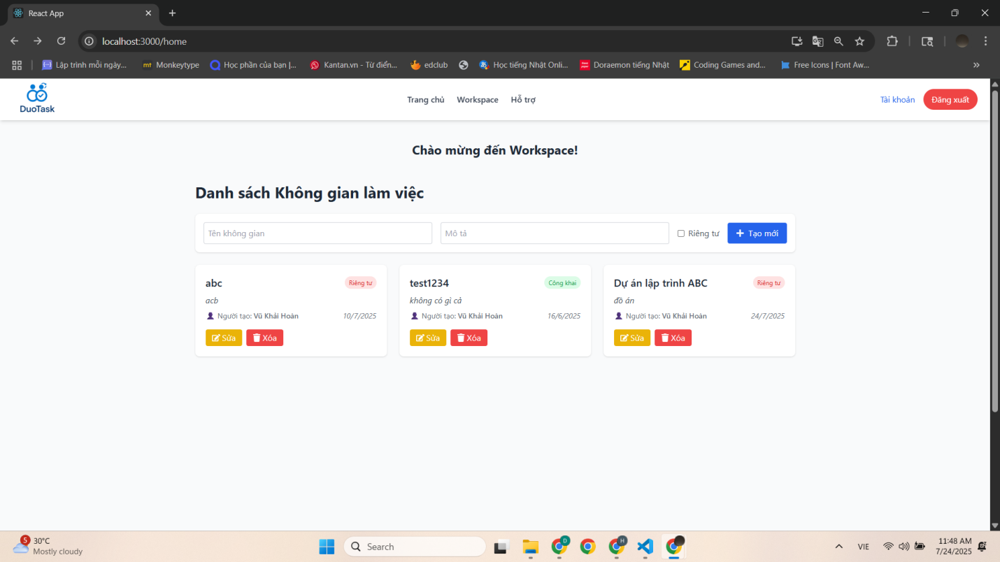 React App
localhost:3000/home
Lập trình mỗi ngày...
mt Monkeytype
Học phần của bạn |...
Kantan.vn - Từ điển...
edclub
Học tiếng Nhật Onli...
Doraemon tiếng Nhật
Coding Games and...
Free Icons | Font Aw...
DuoTask
Trang chủ
Workspace
Hỗ trợ
Tài khoản
Đăng xuất
Chào mừng đến Workspace!
Danh sách Không gian làm việc
Tên không gian
Mô tả
Riêng tư
Tạo mới
abc
Riêng tư
acb
Người tạo: Vũ Khải Hoàn
10/7/2025
Sửa
Xóa
test1234
Công khai
không có gì cả
Người tạo: Vũ Khải Hoàn
16/6/2025
Sửa
Xóa
Dự án lập trình ABC
Riêng tư
đồ án
Người tạo: Vũ Khải Hoàn
24/7/2025
Sửa
Xóa
5
30°C
Mostly cloudy
Search
D
H
VIE
11:48 AM
7/24/2025